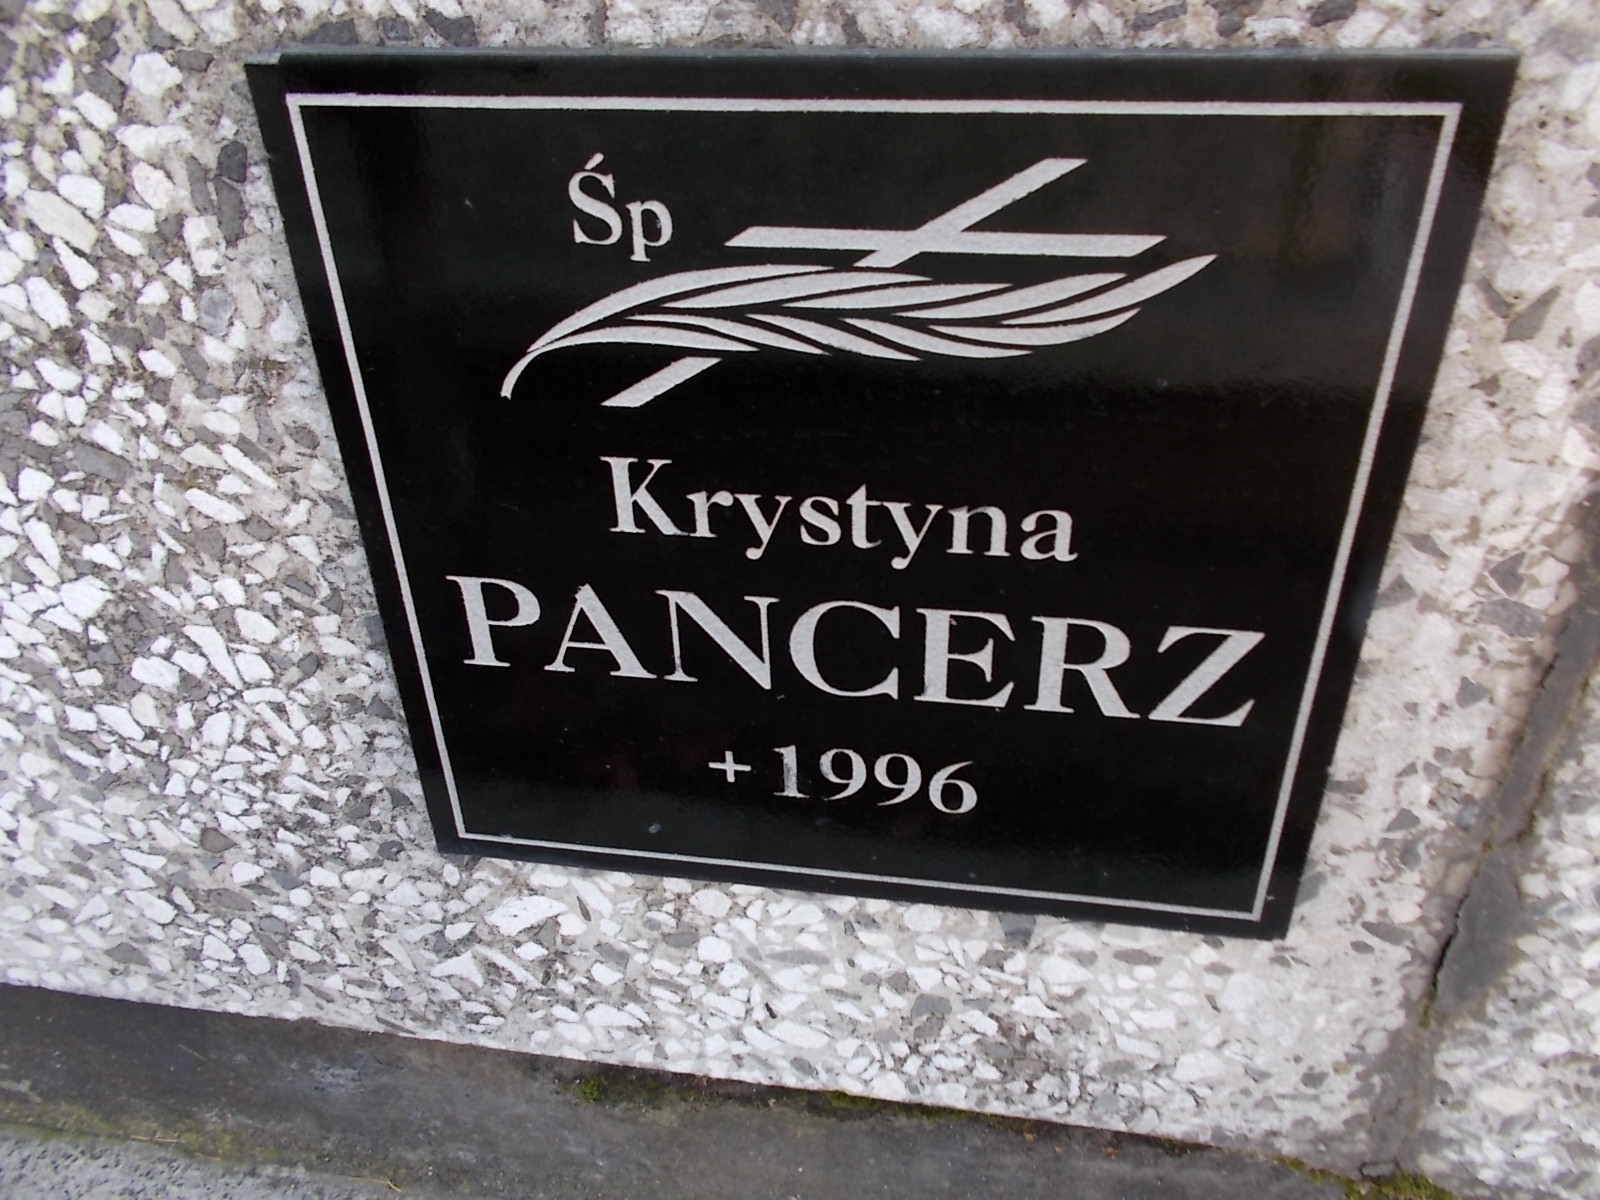 Śp
Krystyna
PANCERZ
+ 1996